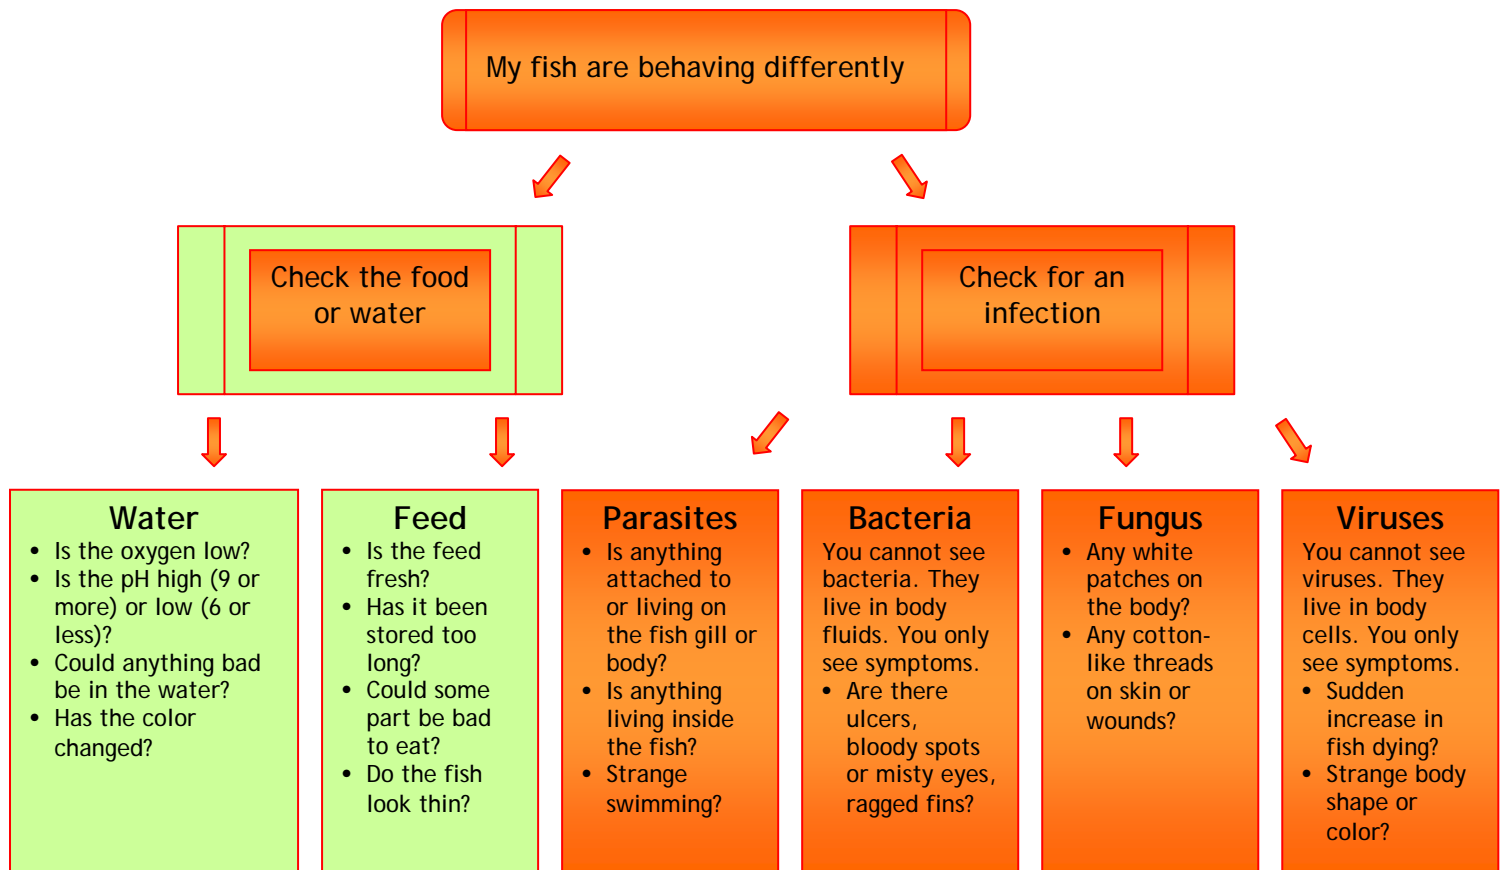 My fish are behaving differently
Check the food
or water
Check for an
infection
Water
• Is the oxygen low?
• Is the pH high (9 or
more) or low (6 or
less)?
• Could anything bad
be in the water?
• Has the color
changed?
Feed
• Is the feed
fresh?
• Has it been
stored too
long?
• Could some
part be bad
to eat?
• Do the fish
look thin?
Parasites
• Is anything
attached to
or living on
the fish gill or
body?
• Is anything
living inside
the fish?
• Strange
swimming?
Bacteria
You cannot see
bacteria. They
live in body
fluids. You only
see symptoms.
• Are there
ulcers,
bloody spots
or misty eyes,
ragged fins?
Fungus
• Any white
patches on
the body?
• Any cotton-
like threads
on skin or
wounds?
Viruses
You cannot see
viruses. They
live in body
cells. You only
see symptoms.
• Sudden
increase in
fish dying?
• Strange body
shape or
color?